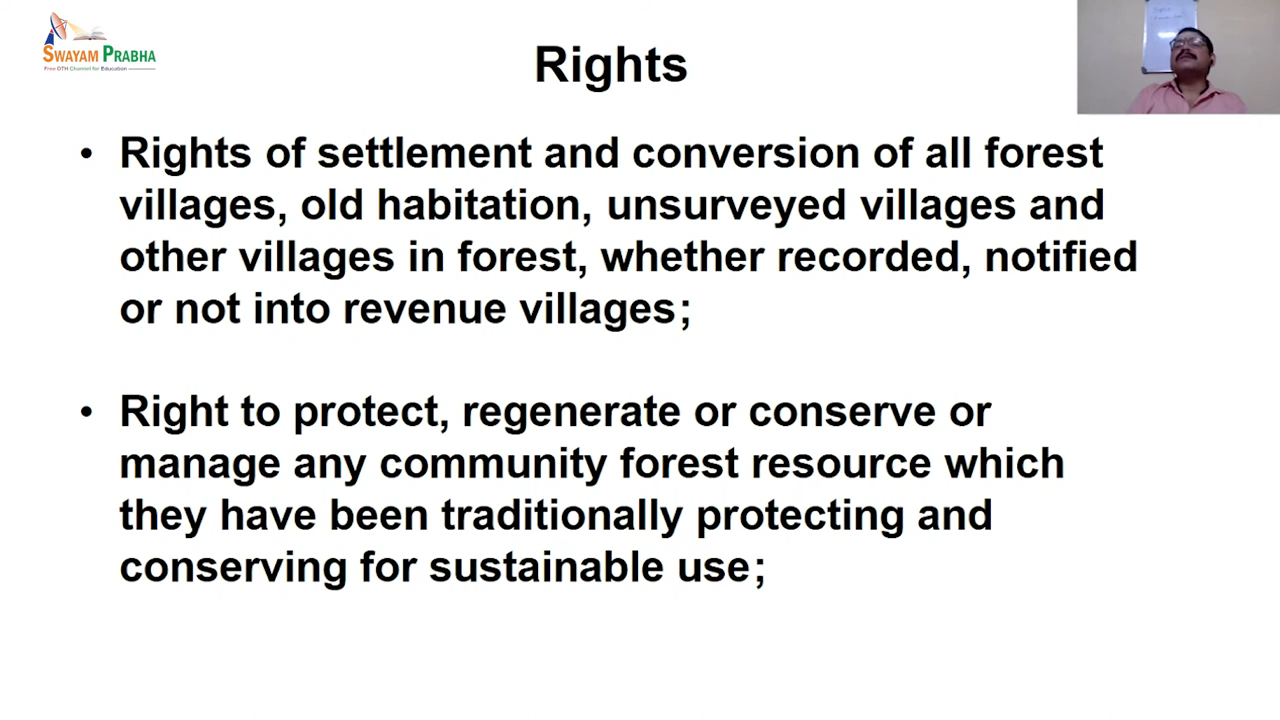 SWAYAM PRABHA
Free DTH Channel for Education
Rights
• Rights of settlement and conversion of all forest
villages, old habitation, unsurveyed villages and
other villages in forest, whether recorded, notified
or not into revenue villages;
• Right to protect, regenerate or conserve or
manage any community forest resource which
they have been traditionally protecting and
conserving for sustainable use;